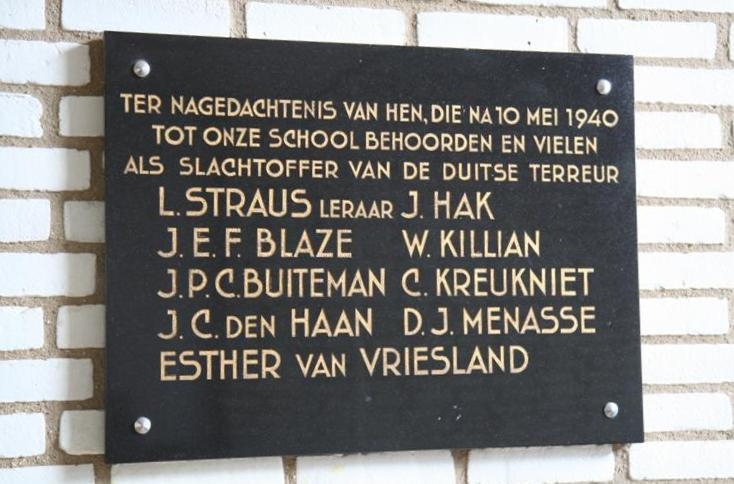 TER NAGEDACHTENIS VAN HEN, DIE NA 10 MEI 1940
TOT ONZE SCHOOL BEHOORDEN EN VIELEN
ALS SLACHTOFFER VAN DE DUITSE TERREUR
L. STRAUS LERAAR J. HAK
J. E. F. BLAZE W. KILLIAN
J. P. C. BUITEMAN C. KREUKNIET
J. C. DEN HAAN D. J. MENASSE
ESTHER VAN VRIESLAND